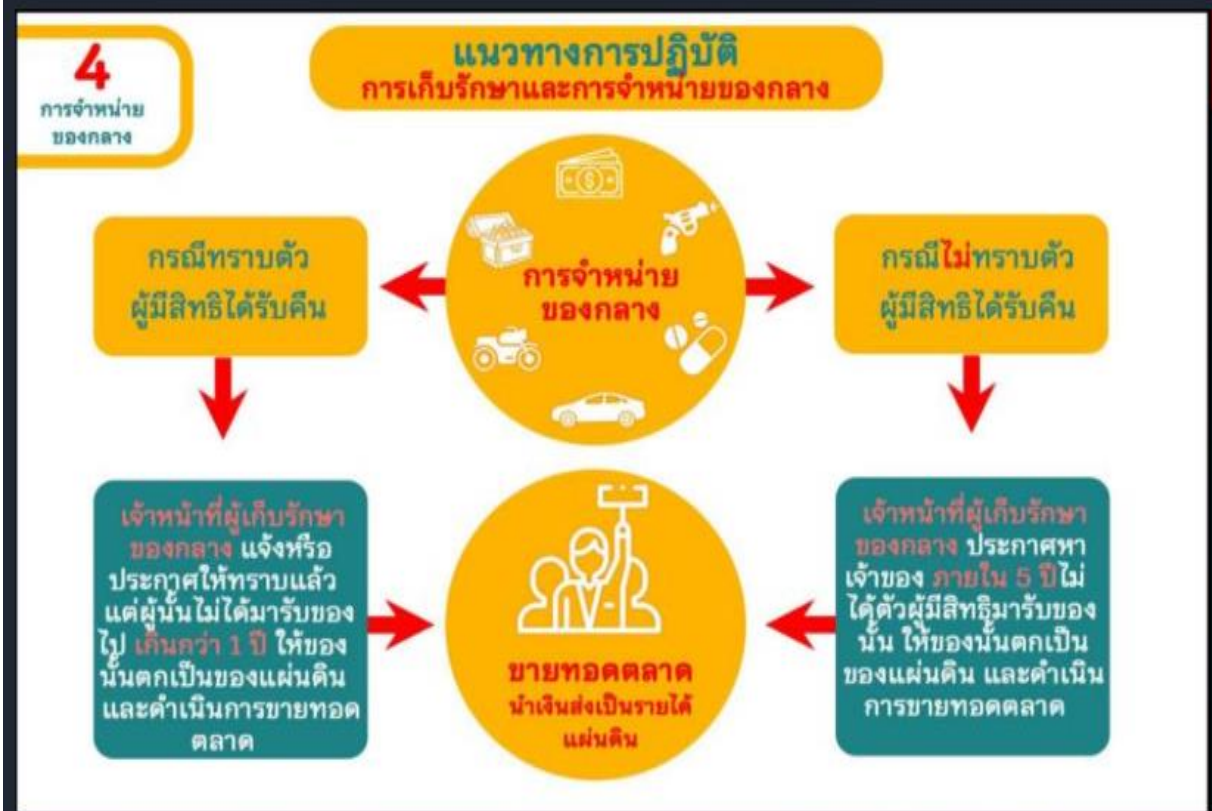 4
การจำหน่าย
ของกลาง
แนวทางการปฏิบัติ
การเก็บรักษาและการจำหน่ายของกลาง
กรณีทราบตัว
ผู้มีสิทธิได้รับคืน
การจำหน่าย
ของกลาง
กรณีไม่ทราบตัว
ผู้มีสิทธิได้รับคืน
เจ้าหน้าที่ผู้เก็บรักษา
ของกลาง แจ้งหรือ
ประกาศให้ทราบแล้ว
แต่ผู้นั้นไม่ได้มารับของ
ไป เกินกว่า 1 ปี ให้ของ
นั้นตกเป็นของแผ่นดิน
และดำเนินการขายทอด
ตลาด
ขายทอดตลาด
นำเงินส่งเป็นรายได้
แผ่นดิน
เจ้าหน้าที่ผู้เก็บรักษา
ของกลาง ประกาศหา
เจ้าของ ภายใน 5 ปีไม่
ได้ตัวผู้มีสิทธิมารับของ
นั้น ให้ของนั้นตกเป็น
ของแผ่นดิน และดำเนิน
การขายทอดตลาด